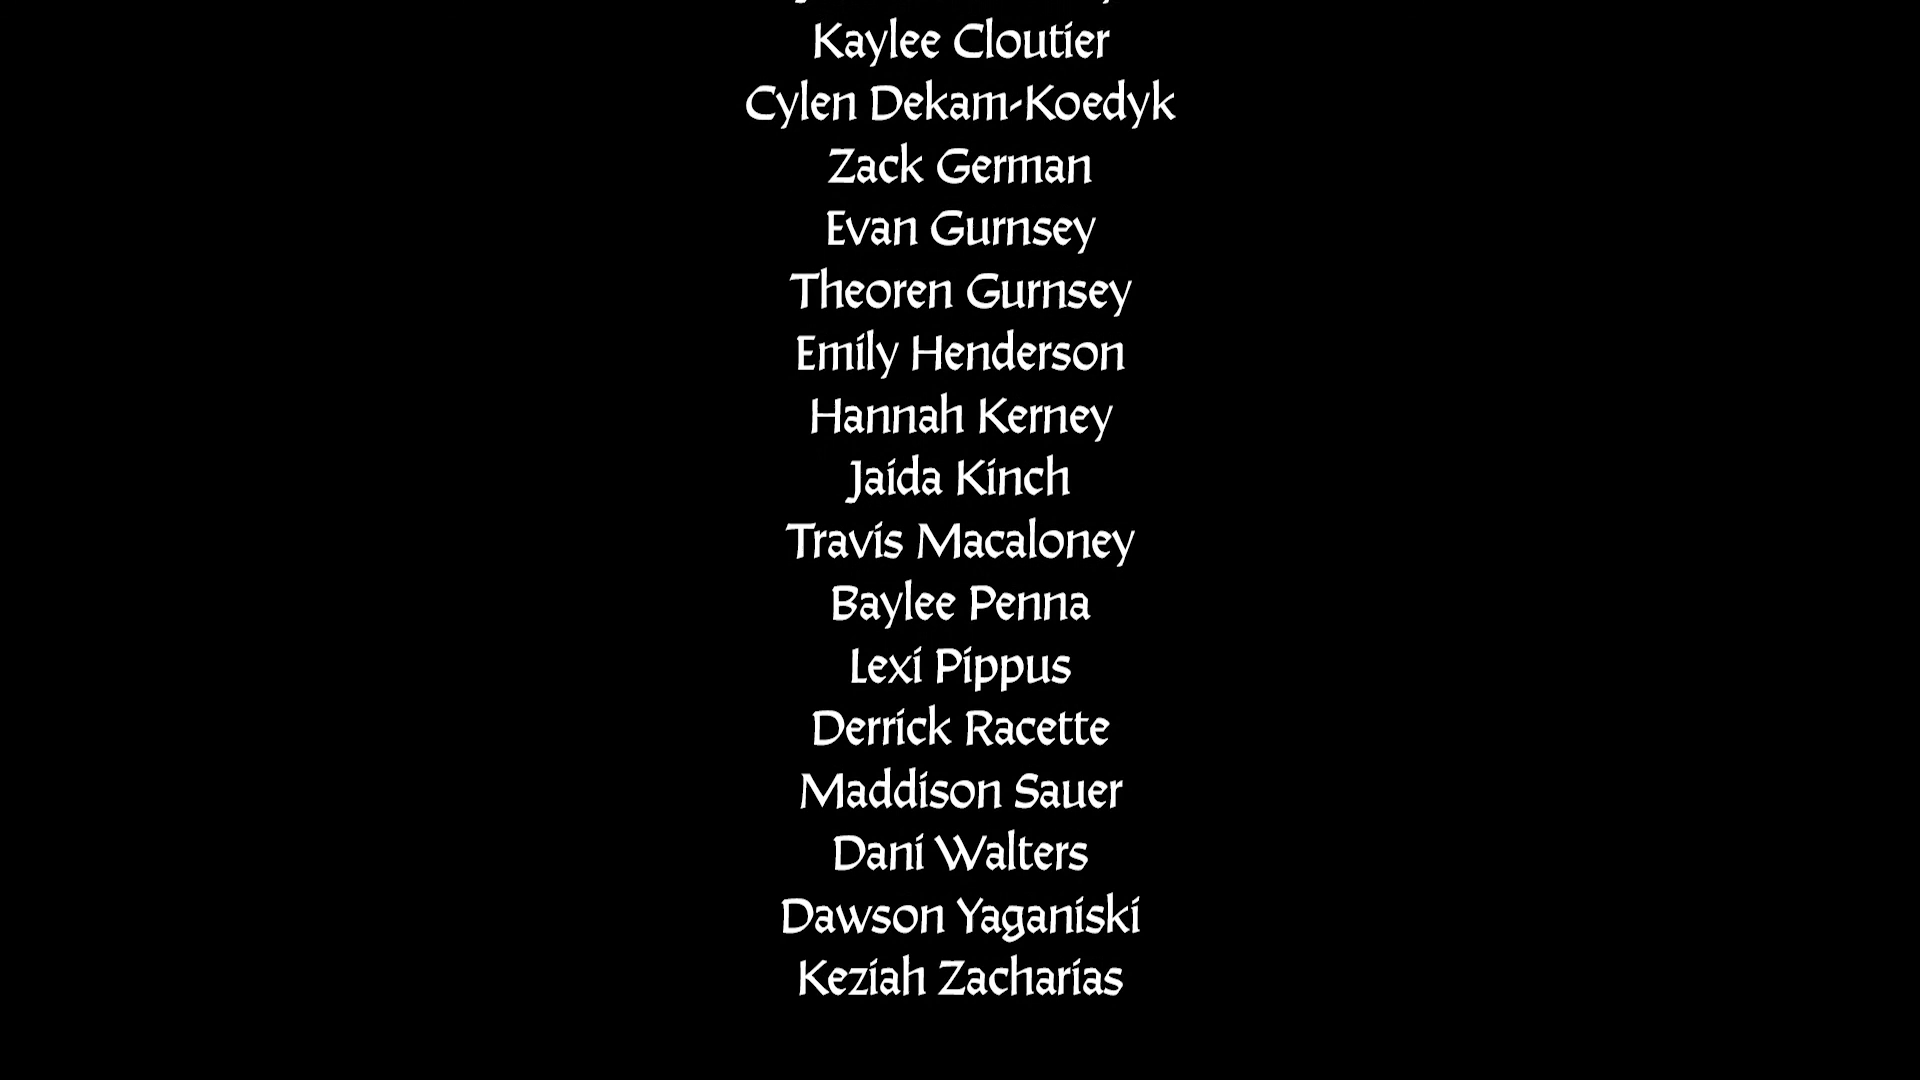 Kaylee Cloutier
Cylen Dekam-Koedyk
Zack German
Evan Gurnsey
Theoren Gurnsey
Emily Henderson
Hannah Kerney
Jaida Kinch
Travis Macaloney
Baylee Penna
Lexi Pippus
Derrick Racette
Maddison Sauer
Dani Walters
Dawson Yaganiski
Keziah Zacharias